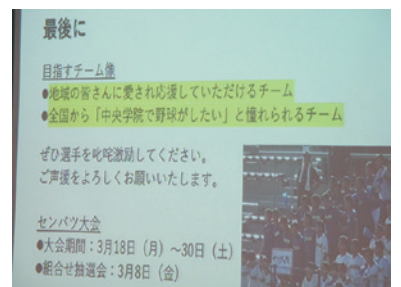 最後に
目指すチーム像
●地域の皆さんに愛され応援していただけるチーム
●全国から「中央学院で野球がしたい」と憧れられるチーム
ぜひ選手を叱咤激励してください。
ご声援をよろしくお願いいたします。
センバツ大会
●大会期間：3月18日（月）～30日（土）
●組合せ抽選会：3月8日（金）